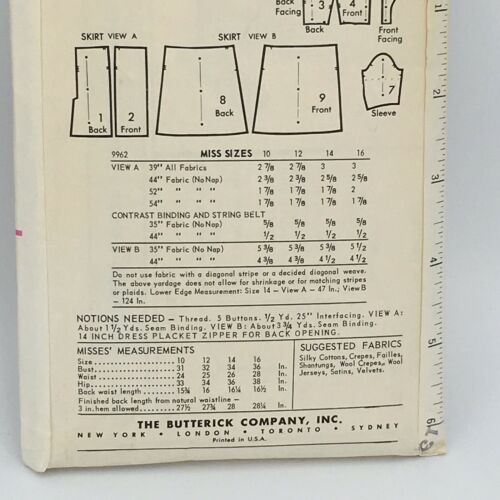 Back Facing
3
Back
4
Front
Front Facing
SKIRT VIEW A
SKIRT VIEW B
1
Back
2
Front
8
Back
9
Front
7
Sleeve
9962 MISS SIZES 10 12 14 16
VIEW A 39" All Fabrics 2 7/8 2 7/8 3 3
44" Fabric (No Nap) 2 3/8 2 3/8 2 5/8 2 5/8
52" " " " 1 7/8 1 7/8 1 7/8 2
54" " " " 1 7/8 1 7/8 1 7/8 1 7/8
CONTRAST BINDING AND STRING BELT
35" Fabric (No Nap) 5/8 5/8 5/8 5/8
44" " " " 1/2 1/2 1/2 1/2
VIEW B 35" Fabric (No Nap) 5 3/8 5 3/8 5 3/8 5 1/2
44" " " " 4 3/8 4 3/8 4 3/8 4 1/2
Do not use fabric with a diagonal stripe or a decided diagonal weave.
The above yardage does not allow for shrinkage or for matching stripes
or plaids. Lower Edge Measurement: Size 14 - View A - 47 In.; View B
- 124 In.
NOTIONS NEEDED - Thread. 5 Buttons. 1/2 Yd. 25" Interfacing. VIEW A:
About 1 1/2 Yds. Seam Binding. VIEW B: About 3 3/4 Yds. Seam Binding.
14 INCH DRESS PLACKET ZIPPER FOR BACK OPENING.
MISSES' MEASUREMENTS
Size 10 12 14 16
Bust 31 32 34 36 In.
Waist 24 25 26 28 In.
Hip 33 34 36 38 In.
Back waist length 15¾ 16 16¼ 16½ In.
Finished back length from natural waistline -
3 in. hem allowed 27½ 27¾ 28 28¼ In.
SUGGESTED FABRICS
Silky Cottons, Crepes, Failles,
Shantungs, Wool Crepes, Wool
Jerseys, Satins, Velvets.
THE BUTTERICK COMPANY, INC.
NEW YORK • LONDON • TORONTO • SYDNEY
Printed in U.S.A.
2
3
4
5
6